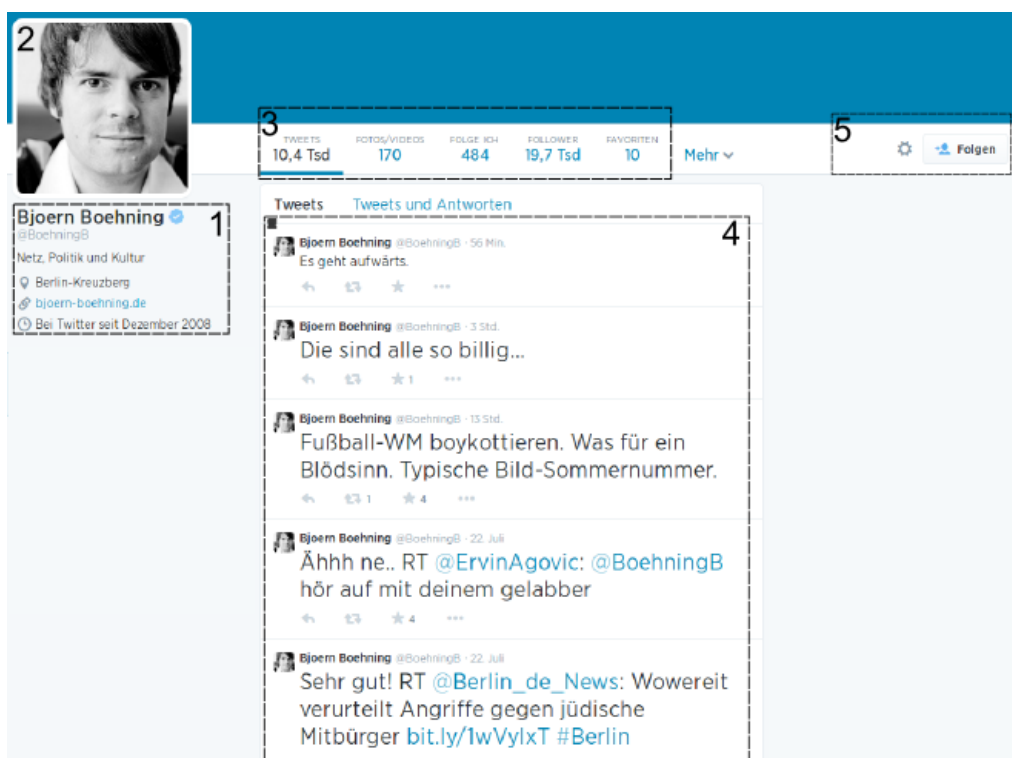 2
3
TWEETS FOTOS/VIDEOS FOLGE ICH FOLLOWER FAVORITEN
10,4 Tsd 170 484 19,7 Tsd 10 Mehr
5
Folgen
Bjoern Boehning 1
@BoehningB
Netz, Politik und Kultur
Berlin-Kreuzberg
bjoern-boehning.de
Bei Twitter seit Dezember 2008
Tweets Tweets und Antworten
4
Bjoern Boehning @BoehningB · 56 Min.
Es geht aufwärts.
Bjoern Boehning @BoehningB · 3 Std.
Die sind alle so billig...
1
Bjoern Boehning @BoehningB · 13 Std.
Fußball-WM boykottieren. Was für ein
Blödsinn. Typische Bild-Sommernummer.
1 4
Bjoern Boehning @BoehningB · 22. Juli
Ähhh ne.. RT @ErvinAgovic: @BoehningB
hör auf mit deinem gelabber
4
Bjoern Boehning @BoehningB · 22. Juli
Sehr gut! RT @Berlin_de_News: Wowereit
verurteilt Angriffe gegen jüdische
Mitbürger bit.ly/1wVylxT #Berlin